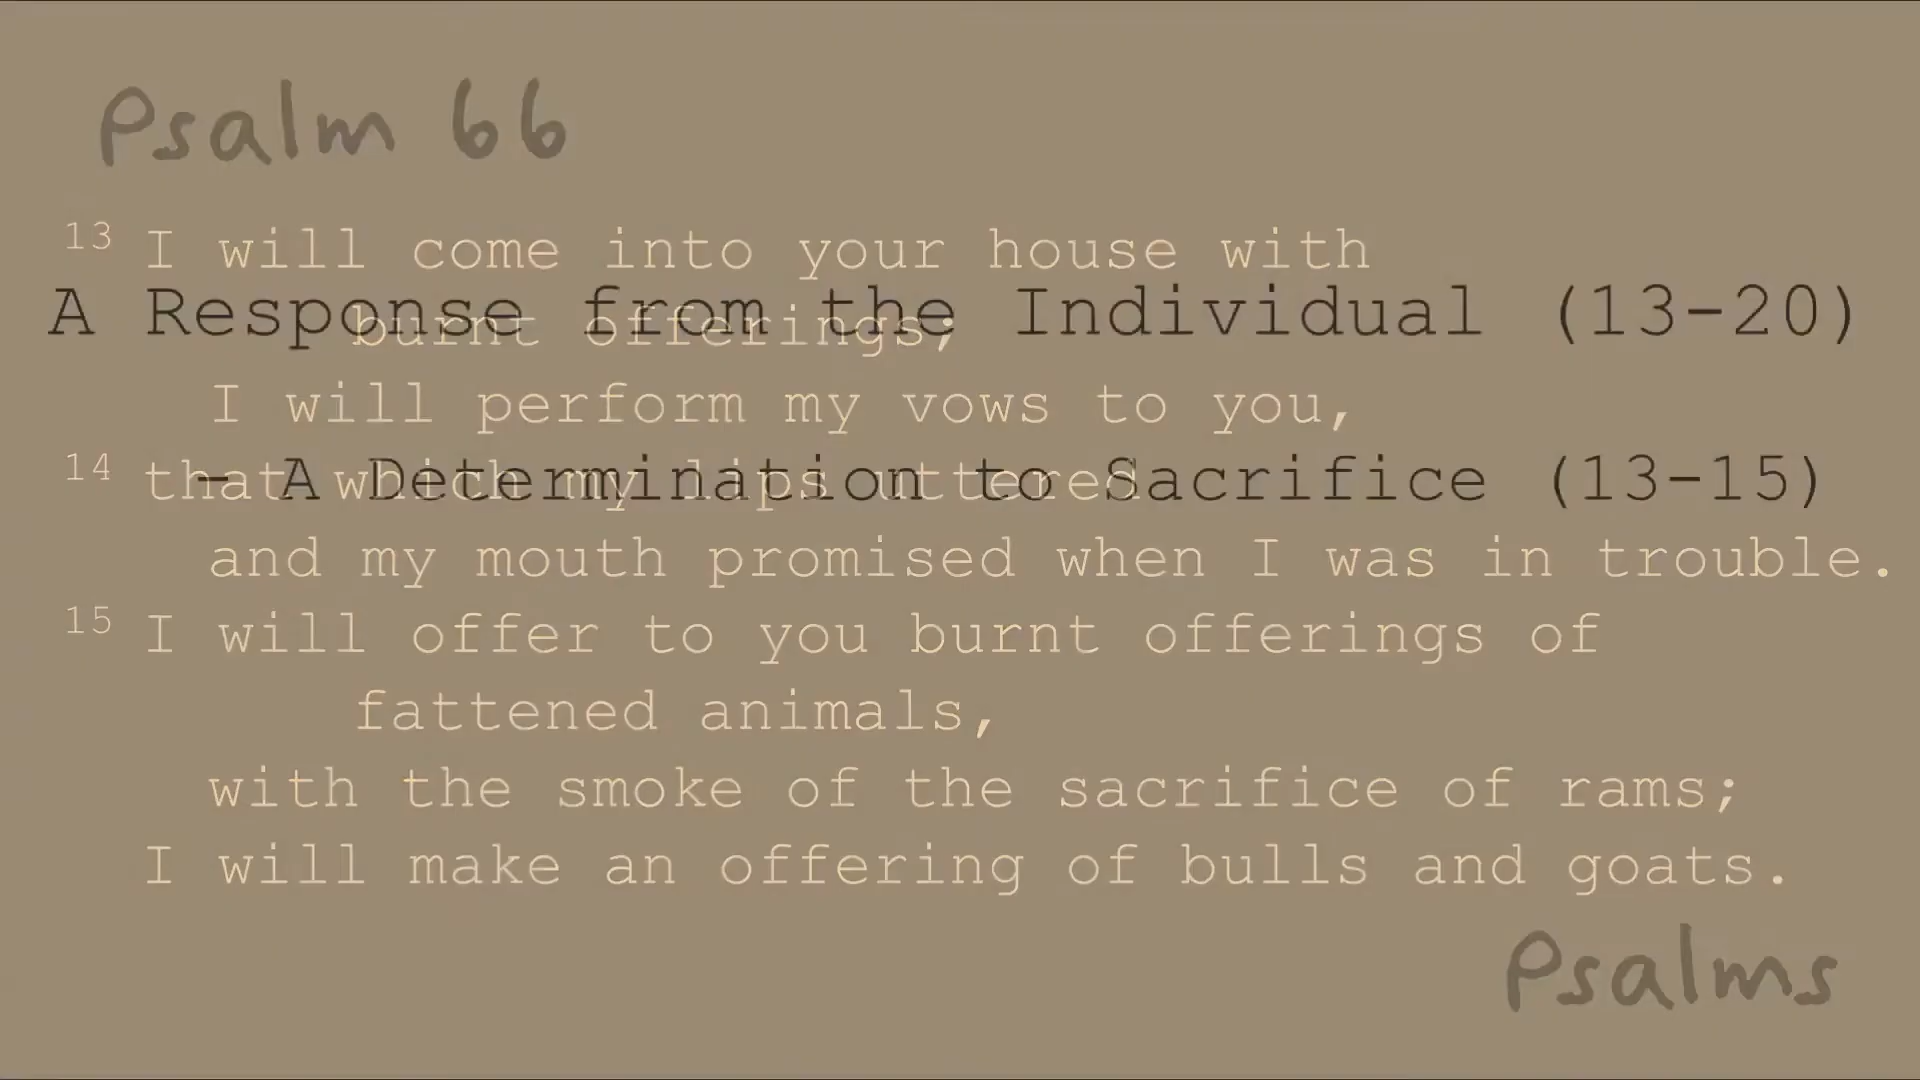 Psalm 66
13 I will come into your house with
A Response from the Individual (13-20)
burnt offerings;
I will perform my vows to you,
14 that which my lips uttered
- A Determination to Sacrifice (13-15)
and my mouth promised when I was in trouble.
15 I will offer to you burnt offerings of
fattened animals,
with the smoke of the sacrifice of rams;
I will make an offering of bulls and goats.
Psalms